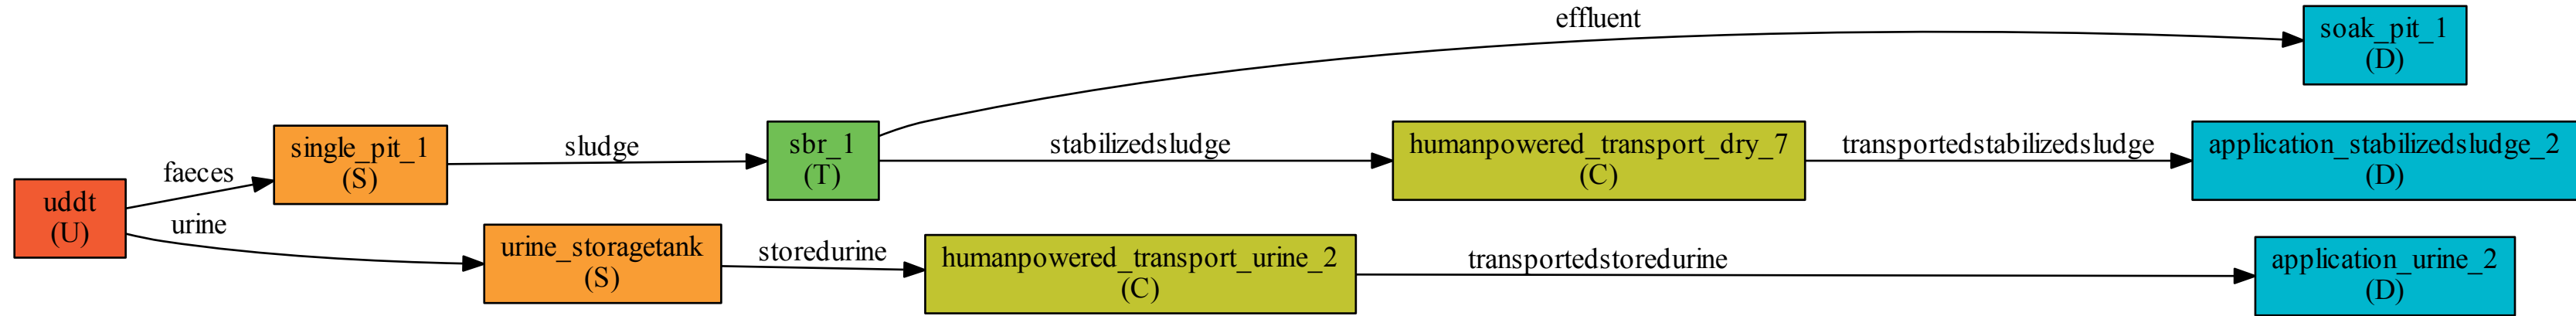 effluent
soak_pit_1
(D)
uddt
(U)
faeces
urine
single_pit_1
(S)
sludge
sbr_1
(T)
stabilizedsludge
humanpowered_transport_dry_7
(C)
transportedstabilizedsludge
application_stabilizedsludge_2
(D)
urine_storagetank
(S)
storedurine
humanpowered_transport_urine_2
(C)
transportedstoredurine
application_urine_2
(D)